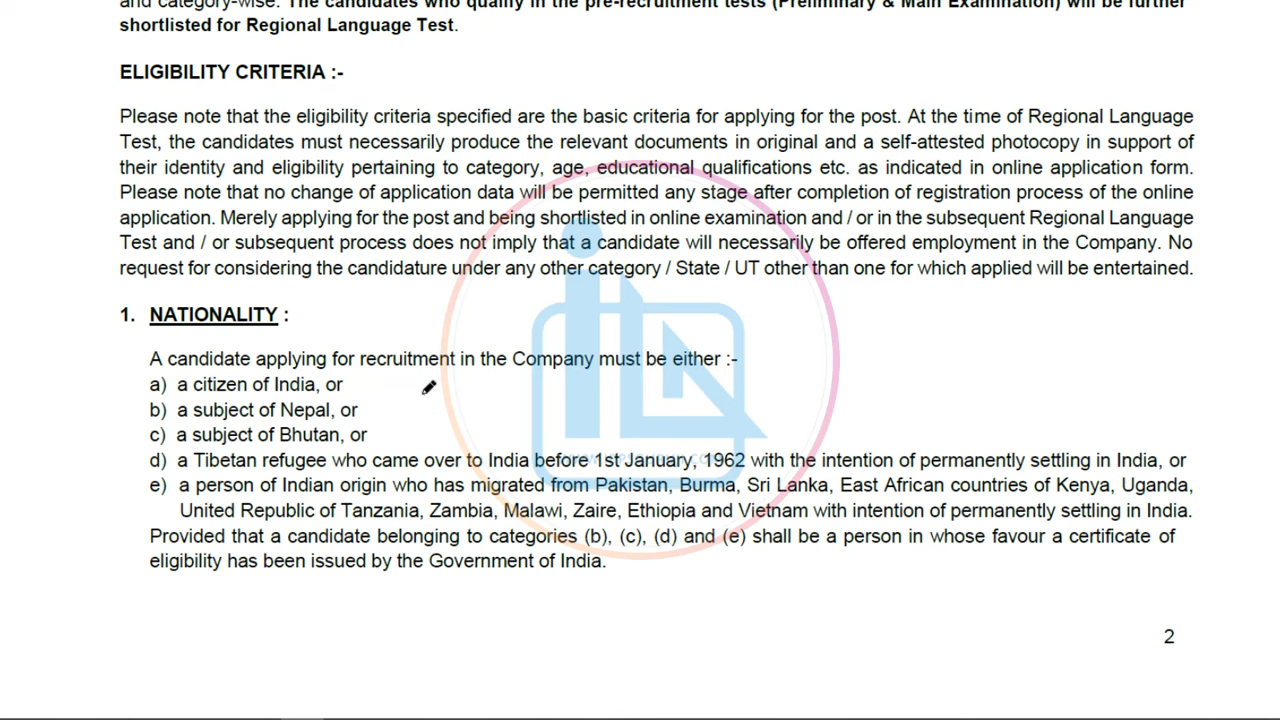 and category-wise. The candidates who qualify in the pre-recruitment tests (Preliminary & Main Examination) will be further
shortlisted for Regional Language Test.
ELIGIBILITY CRITERIA :-
Please note that the eligibility criteria specified are the basic criteria for applying for the post. At the time of Regional Language
Test, the candidates must necessarily produce the relevant documents in original and a self-attested photocopy in support of
their identity and eligibility pertaining to category, age, educational qualifications etc. as indicated in online application form.
Please note that no change of application data will be permitted any stage after completion of registration process of the online
application. Merely applying for the post and being shortlisted in online examination and / or in the subsequent Regional Language
Test and / or subsequent process does not imply that a candidate will necessarily be offered employment in the Company. No
request for considering the candidature under any other category / State / UT other than one for which applied will be entertained.
1. NATIONALITY :
A candidate applying for recruitment in the Company must be either :-
a) a citizen of India, or
b) a subject of Nepal, or
c) a subject of Bhutan, or
d) a Tibetan refugee who came over to India before 1st January, 1962 with the intention of permanently settling in India, or
e) a person of Indian origin who has migrated from Pakistan, Burma, Sri Lanka, East African countries of Kenya, Uganda,
United Republic of Tanzania, Zambia, Malawi, Zaire, Ethiopia and Vietnam with intention of permanently settling in India.
Provided that a candidate belonging to categories (b), (c), (d) and (e) shall be a person in whose favour a certificate of
eligibility has been issued by the Government of India.
2